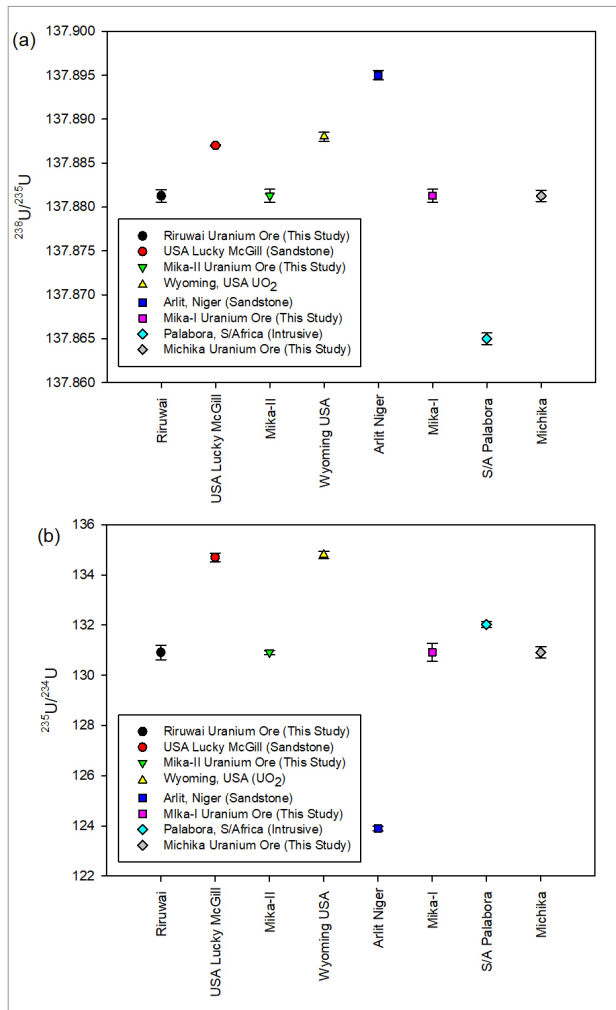 (a)
137.900
137.895
137.890
137.885
137.880
137.875
137.870
137.865
137.860
238U/235U
Riruwai Uranium Ore (This Study)
USA Lucky McGill (Sandstone)
Mika-II Uranium Ore (This Study)
Wyoming, USA UO2
Arlit, Niger (Sandstone)
Mika-I Uranium Ore (This Study)
Palabora, S/Africa (Intrusive)
Michika Uranium Ore (This Study)
Riruwai
USA Lucky McGill
Mika-II
Wyoming USA
Arlit Niger
Mika-I
S/A Palabora
Michika
(b)
136
134
132
130
128
126
124
122
235U/234U
Riruwai Uranium Ore (This Study)
USA Lucky McGill (Sandstone)
Mika-II Uranium Ore (This Study)
Wyoming, USA (UO2)
Arlit, Niger (Sandstone)
MIka-I Uranium Ore (This Study)
Palabora, S/Africa (Intrusive)
Michika Uranium Ore (This Study)
Riruwai
USA Lucky McGill
Mika-II
Wyoming USA
Arlit Niger
Mika-I
S/A Palabora
Michika